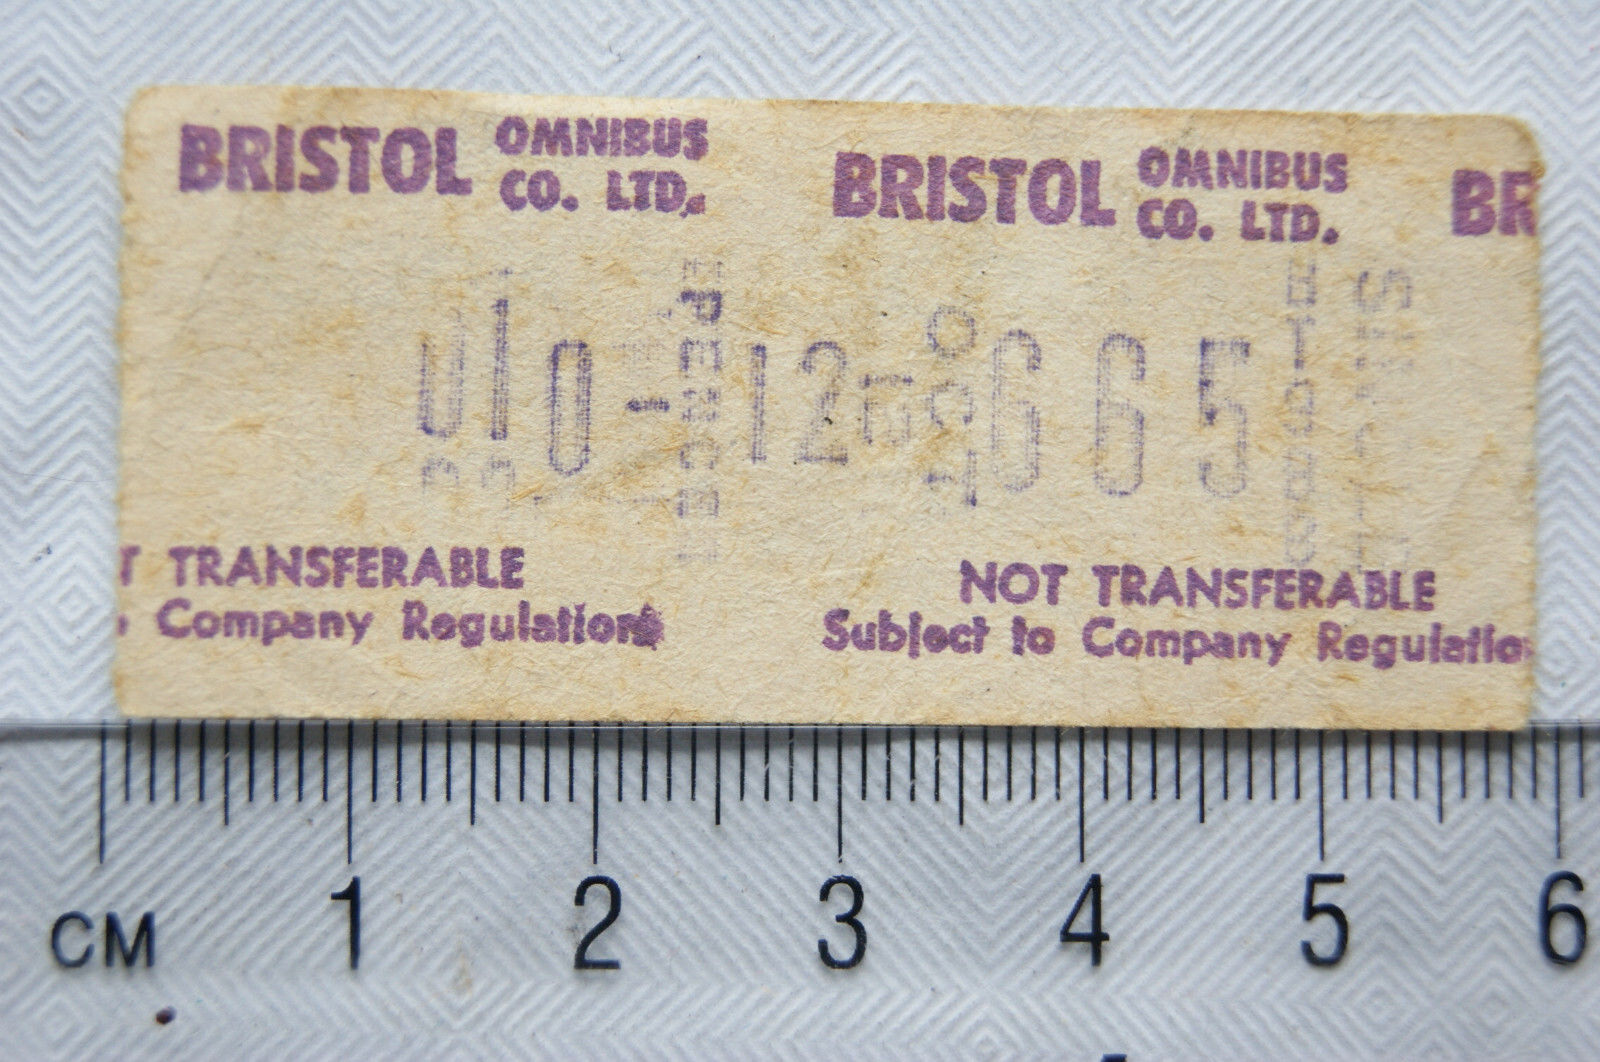 BRISTOL OMNIBUS CO. LTD. BRISTOL OMNIBUS CO. LTD. BR
0 - 12 665
T TRANSFERABLE NOT TRANSFERABLE
Company Regulations Subject to Company Regulatio
CM 1 2 3 4 5 6